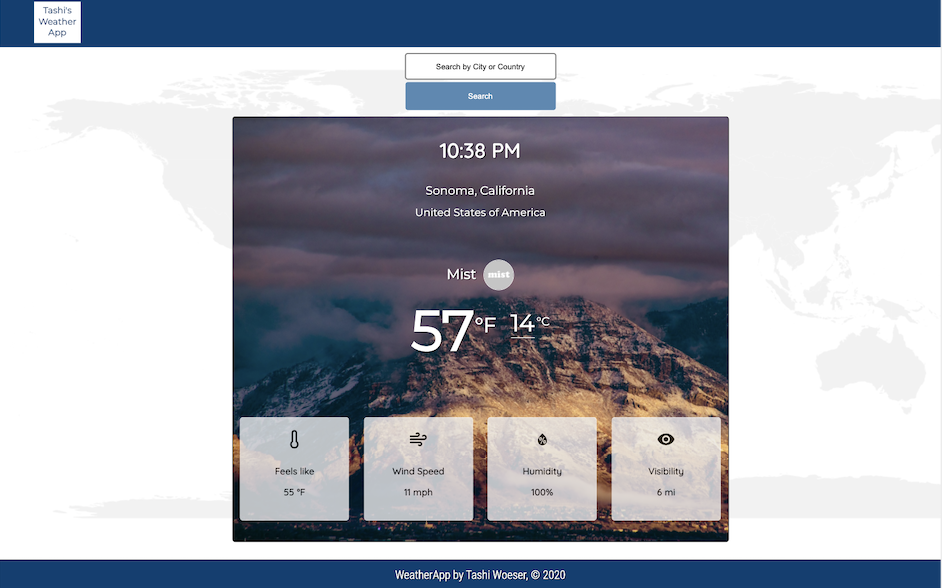 Tashi's
Weather
App
Search by City or Country
Search
10:38 PM
Sonoma, California
United States of America
Mist mist
57°F 14°C
Feels like
55 °F
Wind Speed
11 mph
%
Humidity
100%
Visibility
6 mi
WeatherApp by Tashi Woeser, © 2020